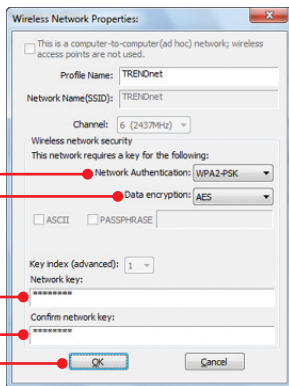 Wireless Network Properties:
This is a computer-to-computer(ad hoc) network; wireless
access points are not used.
Profile Name: TRENDnet
Network Name(SSID): TRENDnet
Channel: 6 (2437MHz)
Wireless network security
This network requires a key for the following:
Network Authentication: WPA2-PSK
Data encryption: AES
ASCII PASSPHRASE
Key index (advanced): 1
Network key:
********
Confirm network key:
********
OK Cancel